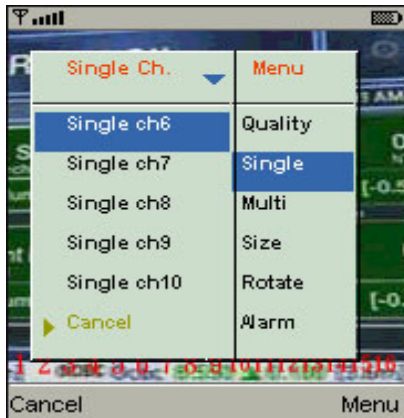 Single Ch. Menu
Single ch6 Quality
Single ch7 Single
Single ch8 Multi
Single ch9 Size
Single ch10 Rotate
Cancel Alarm
Cancel Menu